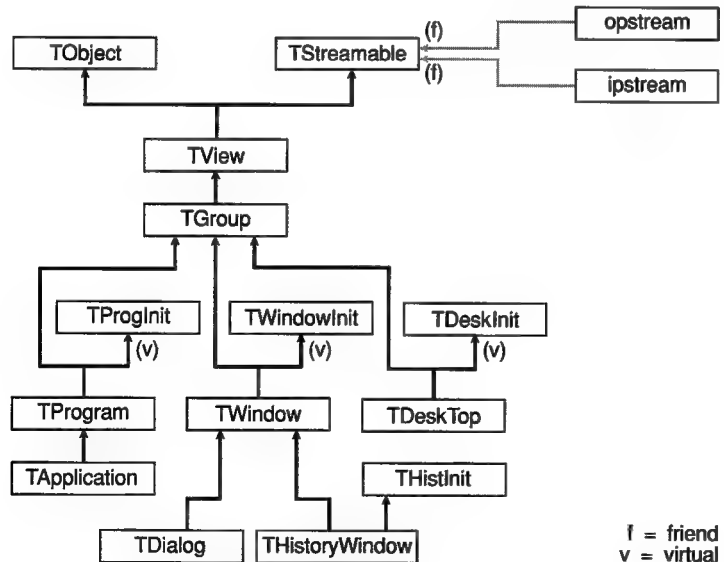 opstream
(f)
TObject
TStreamable
(f)
ipstream
TView
TGroup
TProgInit
TWindowInit
TDeskInit
(v)
(v)
(v)
TProgram
TWindow
TDeskTop
TApplication
THistInit
TDialog
THistoryWindow
f = friend
v = virtual